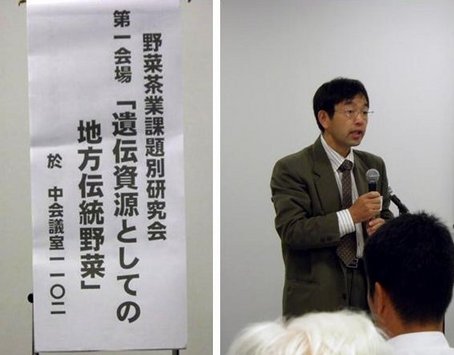 野菜茶業課題別研究会
第一会場「遺伝資源としての
地方伝統野菜」
於 中会議室一一〇二